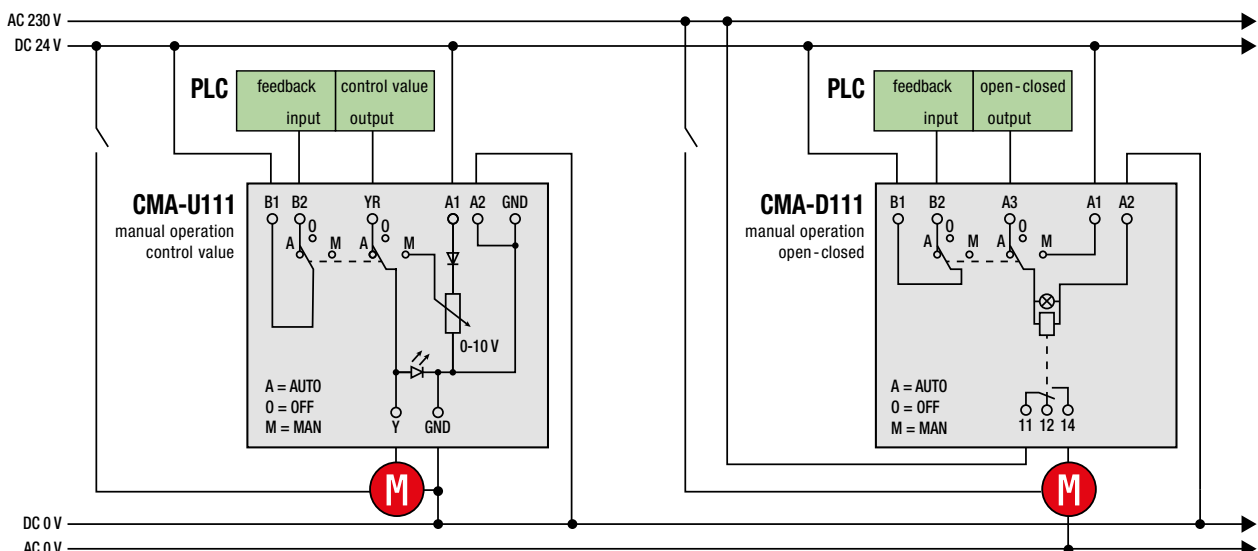 AC 230 V
DC 24 V
PLC
feedback
control value
input
output
CMA-U111
manual operation
control value
B1 B2 YR A1 A2 GND
0 0
A M A M
0-10 V
A = AUTO
0 = OFF
M = MAN
Y GND
M
PLC
feedback
open-closed
input
output
CMA-D111
manual operation
open-closed
B1 B2 A3 A1 A2
0 0
A M A M
A = AUTO
0 = OFF
M = MAN
11 12 14
M
DC 0 V
AC 0 V